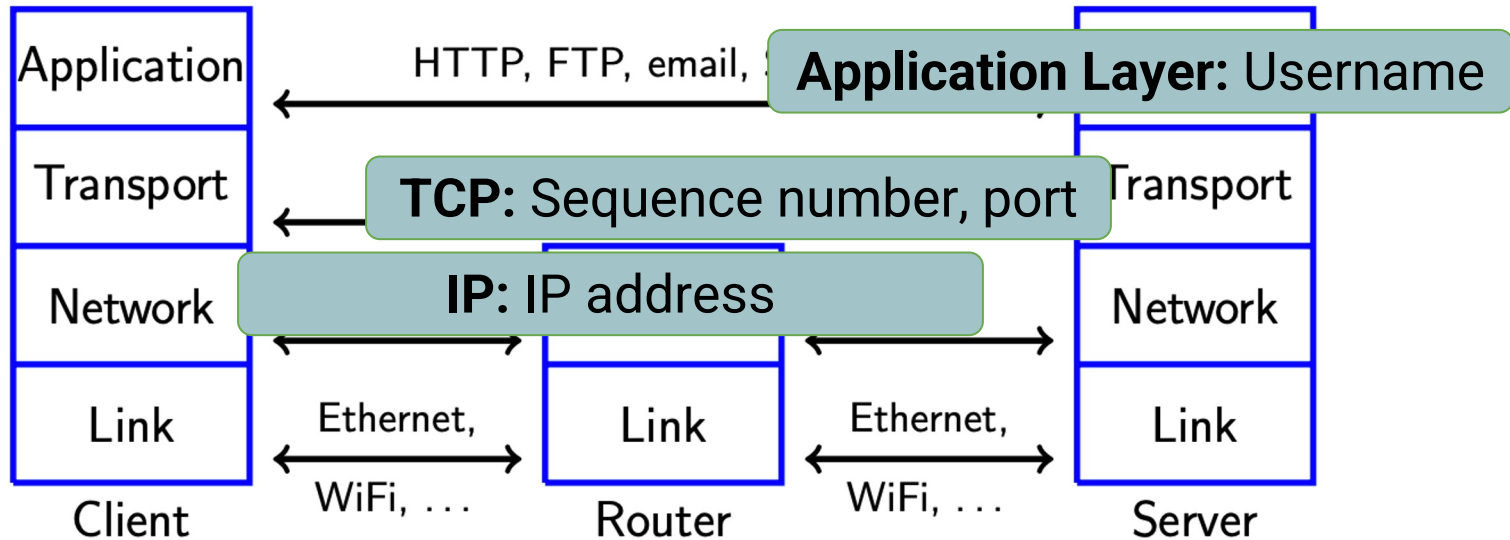 Application
HTTP, FTP, email,
Application Layer: Username
Transport
TCP: Sequence number, port
Transport
Network
IP: IP address
Network
Link
Ethernet,
WiFi, ...
Link
Ethernet,
WiFi, ...
Link
Client
Router
Server